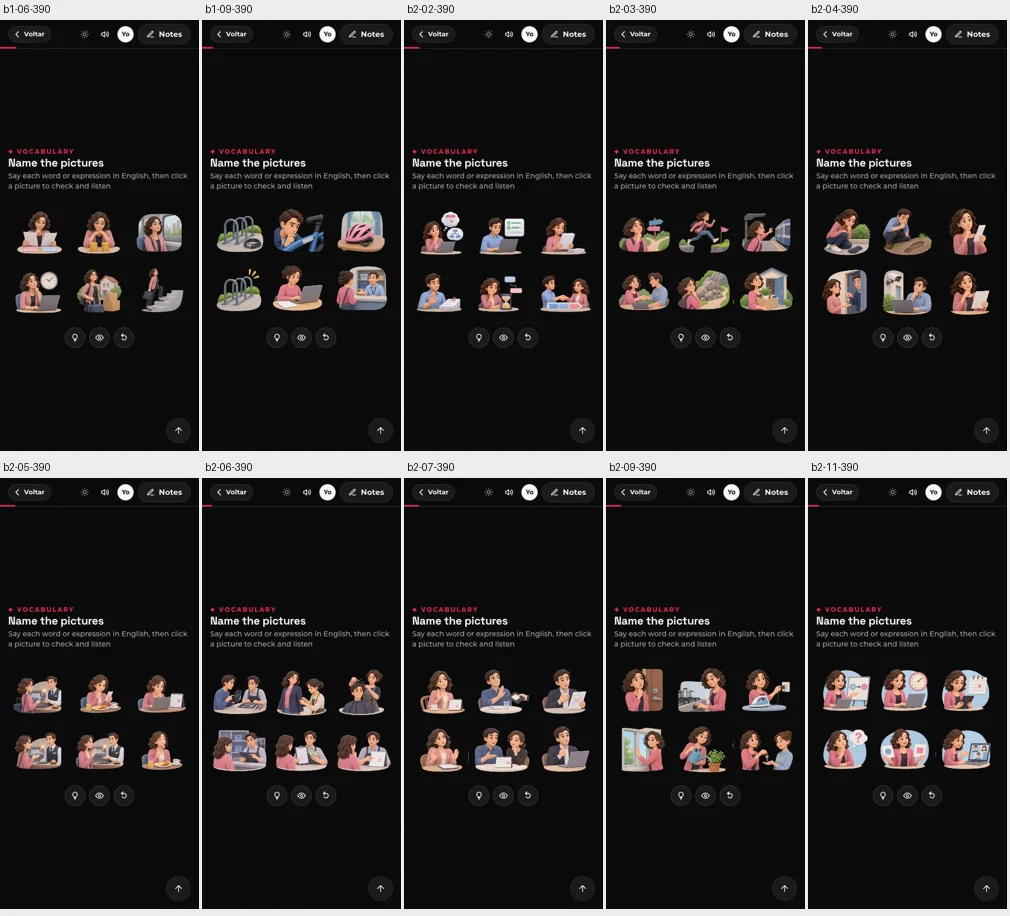 b1-06-390
Voltar
Yo
Notes
VOCABULARY
Name the pictures
Say each word or expression in English, then click
a picture to check and listen
b1-09-390
Voltar
Yo
Notes
VOCABULARY
Name the pictures
Say each word or expression in English, then click
a picture to check and listen
b2-02-390
Voltar
Yo
Notes
VOCABULARY
Name the pictures
Say each word or expression in English, then click
a picture to check and listen
b2-03-390
Voltar
Yo
Notes
VOCABULARY
Name the pictures
Say each word or expression in English, then click
a picture to check and listen
b2-04-390
Voltar
Yo
Notes
VOCABULARY
Name the pictures
Say each word or expression in English, then click
a picture to check and listen
b2-05-390
Voltar
Yo
Notes
VOCABULARY
Name the pictures
Say each word or expression in English, then click
a picture to check and listen
b2-06-390
Voltar
Yo
Notes
VOCABULARY
Name the pictures
Say each word or expression in English, then click
a picture to check and listen
b2-07-390
Voltar
Yo
Notes
VOCABULARY
Name the pictures
Say each word or expression in English, then click
a picture to check and listen
b2-09-390
Voltar
Yo
Notes
VOCABULARY
Name the pictures
Say each word or expression in English, then click
a picture to check and listen
b2-11-390
Voltar
Yo
Notes
VOCABULARY
Name the pictures
Say each word or expression in English, then click
a picture to check and listen
?